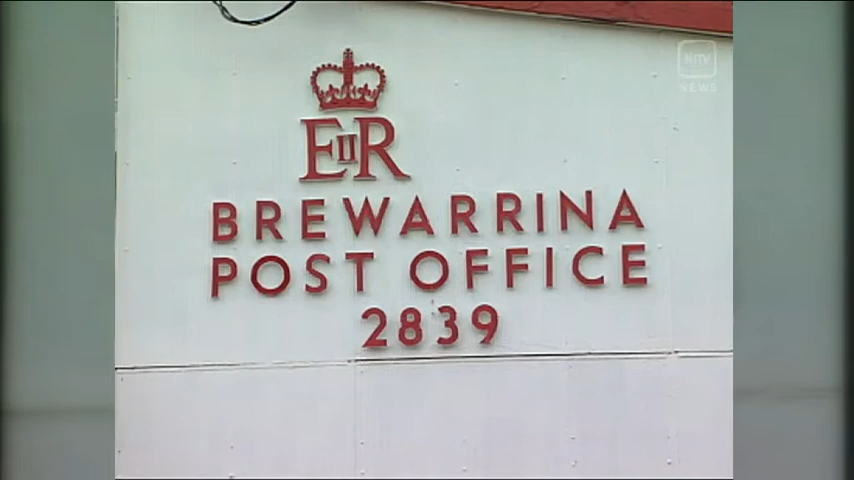 NITV
NEWS
EIIR
BREWARRINA
POST OFFICE
2839